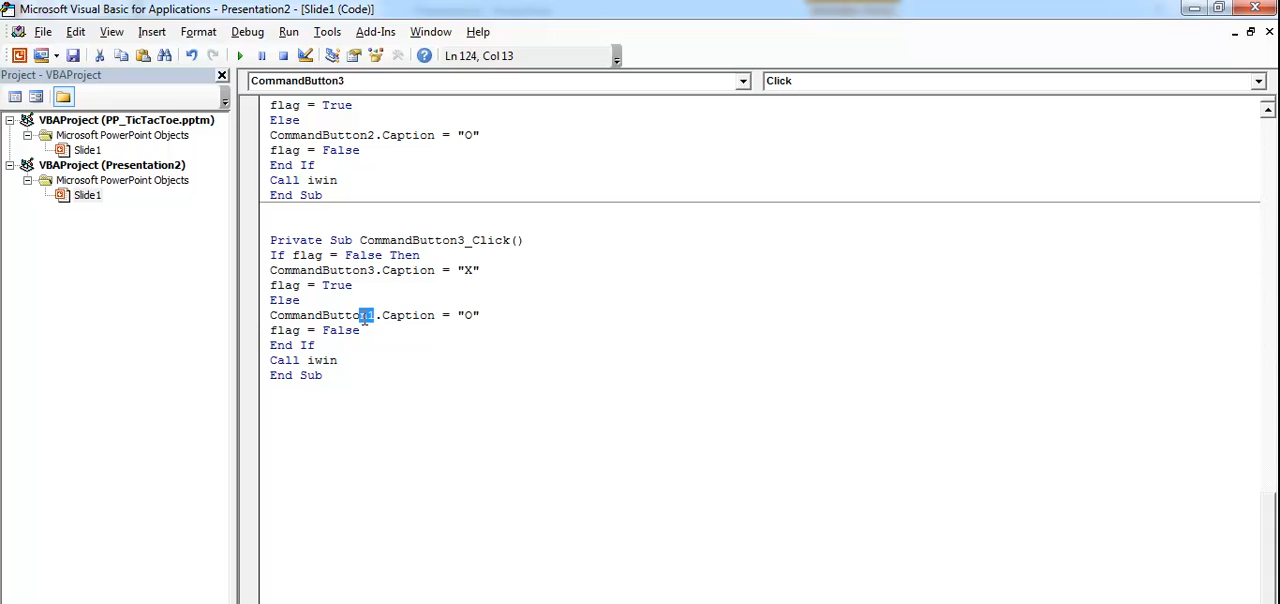 Microsoft Visual Basic for Applications - Presentation2 - [Slide1 (Code)]
File Edit View Insert Format Debug Run Tools Add-Ins Window Help
Ln 124, Col 13
Project - VBAProject
CommandButton3
Click
VBAProject (PP_TicTacToe.pptm)
Microsoft PowerPoint Objects
Slide1
VBAProject (Presentation2)
Microsoft PowerPoint Objects
Slide1
flag = True
Else
CommandButton2.Caption = "O"
flag = False
End If
Call iwin
End Sub
Private Sub CommandButton3_Click()
If flag = False Then
CommandButton3.Caption = "X"
flag = True
Else
CommandButton1.Caption = "O"
flag = False
End If
Call iwin
End Sub